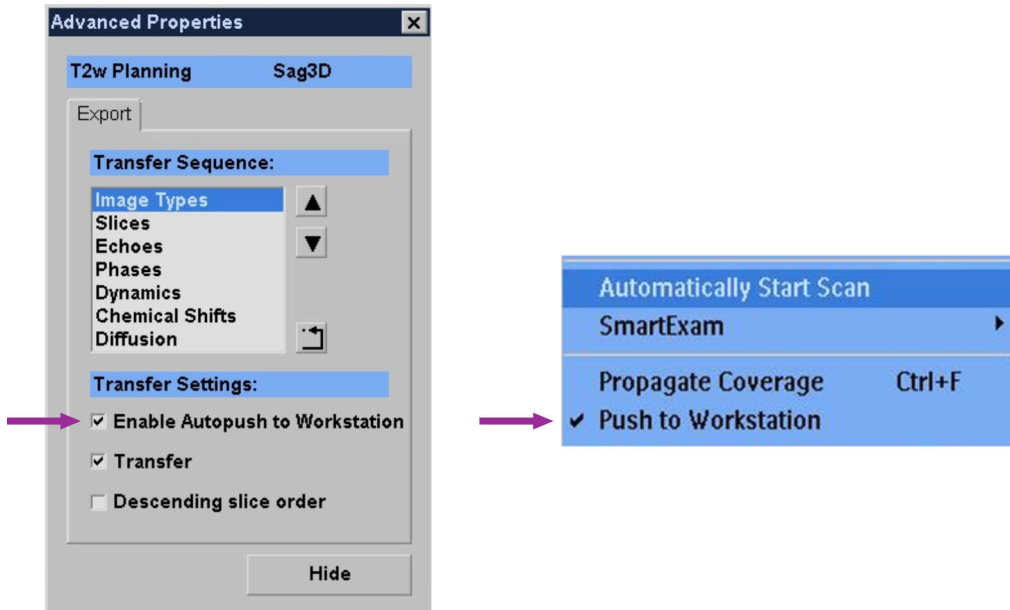 Advanced Properties
T2w Planning Sag3D
Export
Transfer Sequence:
Image Types
Slices
Echoes
Phases
Dynamics
Chemical Shifts
Diffusion
Transfer Settings:
Enable Autopush to Workstation
Transfer
Descending slice order
Hide
Automatically Start Scan
SmartExam
Propagate Coverage Ctrl+F
Push to Workstation